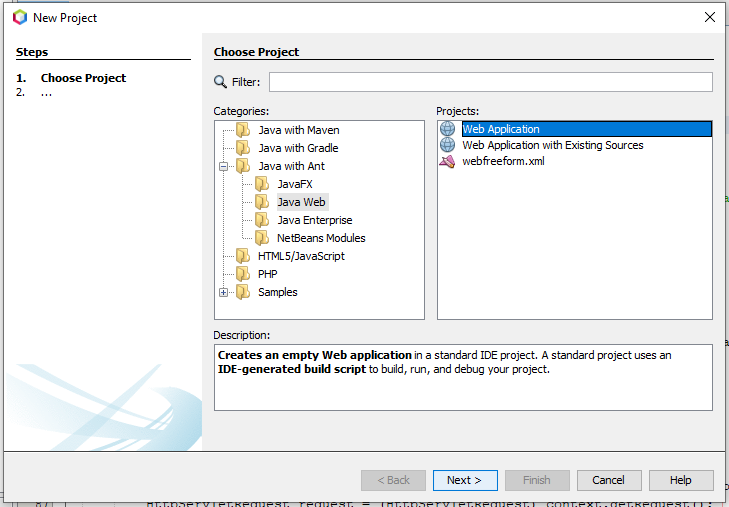 New Project
Steps
1. Choose Project
2. ...
Choose Project
Filter:
Categories:
Java with Maven
Java with Gradle
Java with Ant
JavaFX
Java Web
Java Enterprise
NetBeans Modules
HTML5/JavaScript
PHP
Samples
Projects:
Web Application
Web Application with Existing Sources
webfreeform.xml
Description:
Creates an empty Web application in a standard IDE project. A standard project uses an
IDE-generated build script to build, run, and debug your project.
< Back
Next >
Finish
Cancel
Help
HttpServletRequest request = (HttpServletRequest) context.getRequest();